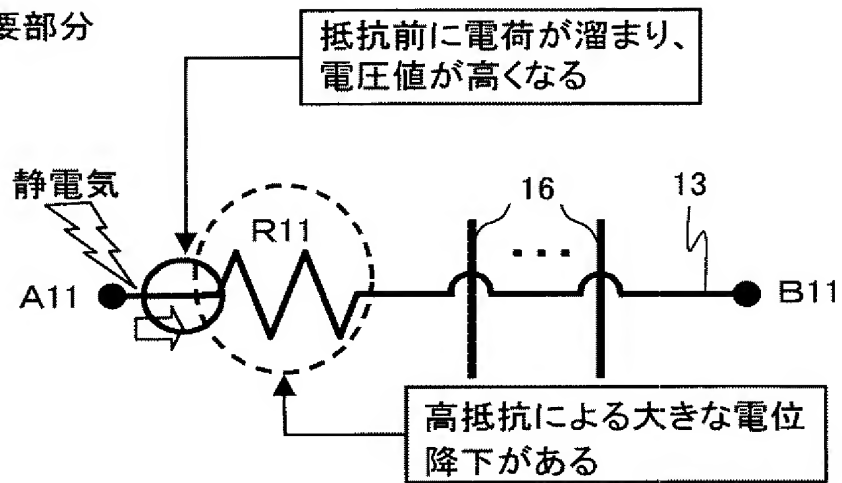 要部分
抵抗前に電荷が溜まり、
電圧値が高くなる
静電気
R11
16
13
A11
B11
高抵抗による大きな電位
降下がある